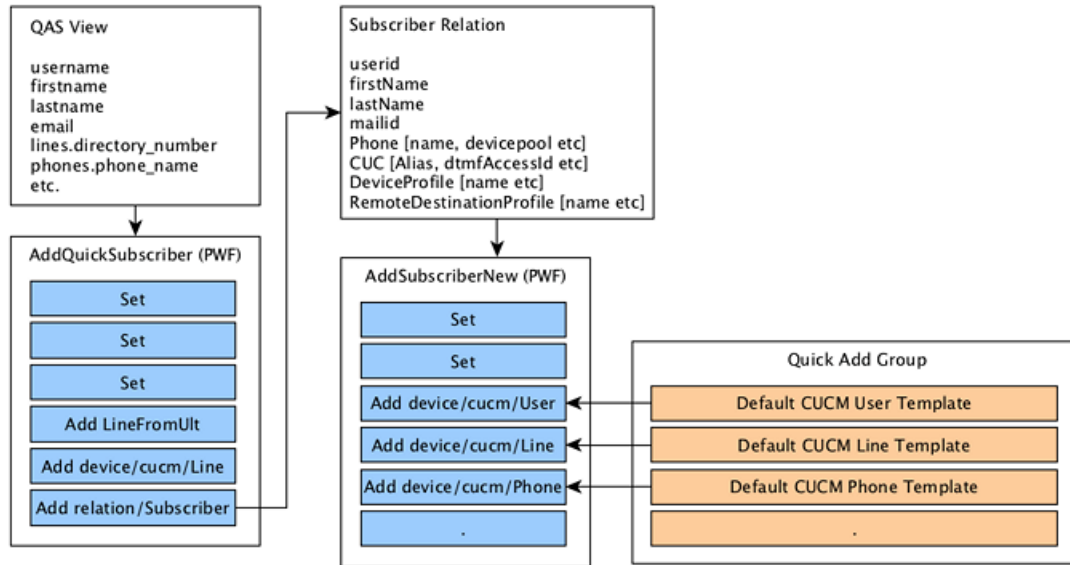 QAS View
username
firstname
lastname
email
lines.directory_number
phones.phone_name
etc.
AddQuickSubscriber (PWF)
Set
Set
Set
Add LineFromUlt
Add device/cucm/Line
Add relation/Subscriber
Subscriber Relation
userid
firstName
lastName
mailid
Phone [name, devicepool etc]
CUC [Alias, dtmfAccessId etc]
DeviceProfile [name etc]
RemoteDestinationProfile [name etc]
AddSubscriberNew (PWF)
Set
Set
Add device/cucm/User
Add device/cucm/Line
Add device/cucm/Phone
.
Quick Add Group
Default CUCM User Template
Default CUCM Line Template
Default CUCM Phone Template
.